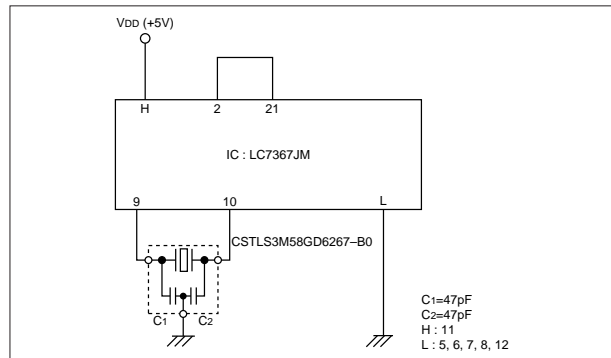 VDD (+5V)
H
2
21
IC : LC7367JM
9
10
L
CSTLS3M58GD6267–B0
C1
C2
C1=47pF
C2=47pF
H : 11
L : 5, 6, 7, 8, 12